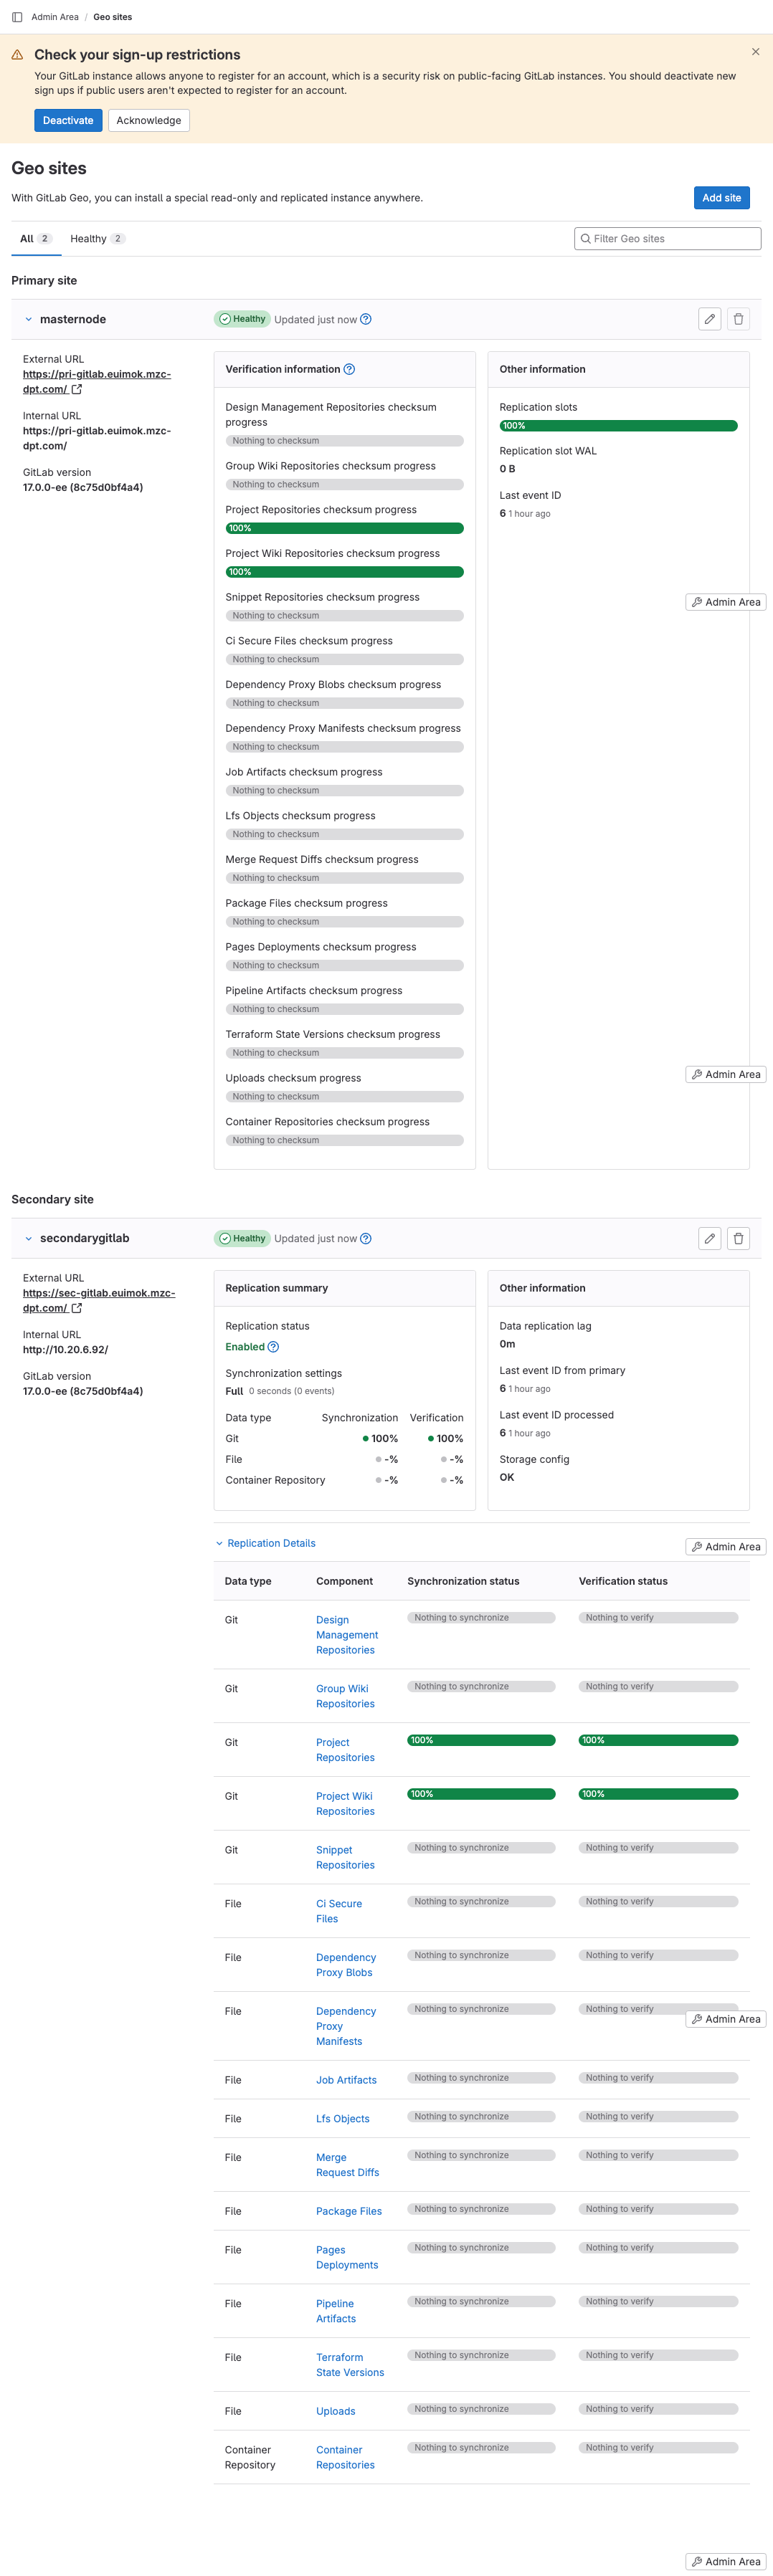 Admin Area / Geo sites
Check your sign-up restrictions
Your GitLab instance allows anyone to register for an account, which is a security risk on public-facing GitLab instances. You should deactivate new
sign ups if public users aren't expected to register for an account.
Deactivate Acknowledge
Geo sites
With GitLab Geo, you can install a special read-only and replicated instance anywhere.
Add site
All 2 Healthy 2
Filter Geo sites
Primary site
masternode
Healthy Updated just now
External URL
https://pri-gitlab.euimok.mzc-
dpt.com/
Internal URL
https://pri-gitlab.euimok.mzc-
dpt.com/
GitLab version
17.0.0-ee (8c75d0bf4a4)
Verification information
Design Management Repositories checksum
progress
Nothing to checksum
Group Wiki Repositories checksum progress
Nothing to checksum
Project Repositories checksum progress
100%
Project Wiki Repositories checksum progress
100%
Snippet Repositories checksum progress
Nothing to checksum
Ci Secure Files checksum progress
Nothing to checksum
Dependency Proxy Blobs checksum progress
Nothing to checksum
Dependency Proxy Manifests checksum progress
Nothing to checksum
Job Artifacts checksum progress
Nothing to checksum
Lfs Objects checksum progress
Nothing to checksum
Merge Request Diffs checksum progress
Nothing to checksum
Package Files checksum progress
Nothing to checksum
Pages Deployments checksum progress
Nothing to checksum
Pipeline Artifacts checksum progress
Nothing to checksum
Terraform State Versions checksum progress
Nothing to checksum
Uploads checksum progress
Nothing to checksum
Container Repositories checksum progress
Nothing to checksum
Other information
Replication slots
100%
Replication slot WAL
0 B
Last event ID
6 1 hour ago
Admin Area
Admin Area
Secondary site
secondarygitlab
Healthy Updated just now
External URL
https://sec-gitlab.euimok.mzc-
dpt.com/
Internal URL
http://10.20.6.92/
GitLab version
17.0.0-ee (8c75d0bf4a4)
Replication summary
Replication status
Enabled
Synchronization settings
Full 0 seconds (0 events)
Data type Synchronization Verification
Git 100% 100%
File -% -%
Container Repository -% -%
Other information
Data replication lag
0m
Last event ID from primary
6 1 hour ago
Last event ID processed
6 1 hour ago
Storage config
OK
Replication Details
Admin Area
Data type Component Synchronization status Verification status
Git Design Nothing to synchronize Nothing to verify
Management
Repositories
Git Group Wiki Nothing to synchronize Nothing to verify
Repositories
Git Project 100% 100%
Repositories
Git Project Wiki 100% 100%
Repositories
Git Snippet Nothing to synchronize Nothing to verify
Repositories
File Ci Secure Nothing to synchronize Nothing to verify
Files
File Dependency Nothing to synchronize Nothing to verify
Proxy Blobs
File Dependency Nothing to synchronize Nothing to verify
Proxy
Manifests
Admin Area
File Job Artifacts Nothing to synchronize Nothing to verify
File Lfs Objects Nothing to synchronize Nothing to verify
File Merge Nothing to synchronize Nothing to verify
Request Diffs
File Package Files Nothing to synchronize Nothing to verify
File Pages Nothing to synchronize Nothing to verify
Deployments
File Pipeline Nothing to synchronize Nothing to verify
Artifacts
File Terraform Nothing to synchronize Nothing to verify
State Versions
File Uploads Nothing to synchronize Nothing to verify
Container Container Nothing to synchronize Nothing to verify
Repository Repositories
Admin Area